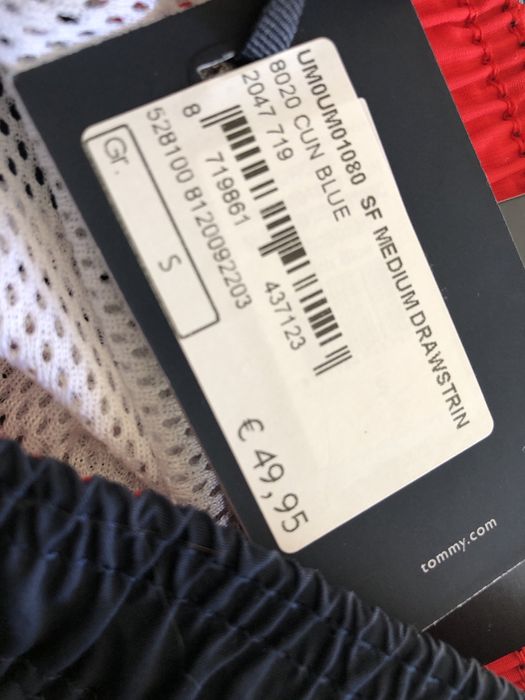 UM0UM01080 SF MEDIUM DRAWSTRIN
8020 CUN BLUE
2047 719
8 719861 437123
528100 8120092203
Gr. S
€ 49,95
tommy.com